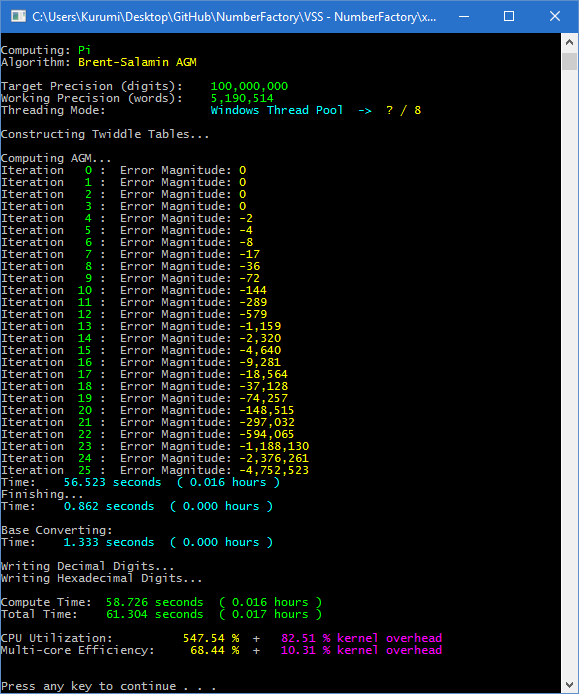 C:\Users\Kurumi\Desktop\GitHub\NumberFactory\VSS - NumberFactory\x...
Computing: Pi
Algorithm: Brent-Salamin AGM
Target Precision (digits): 100,000,000
Working Precision (words): 5,190,514
Threading Mode: Windows Thread Pool -> ? / 8
Constructing Twiddle Tables...
Computing AGM...
Iteration 0 : Error Magnitude: 0
Iteration 1 : Error Magnitude: 0
Iteration 2 : Error Magnitude: 0
Iteration 3 : Error Magnitude: 0
Iteration 4 : Error Magnitude: -2
Iteration 5 : Error Magnitude: -4
Iteration 6 : Error Magnitude: -8
Iteration 7 : Error Magnitude: -17
Iteration 8 : Error Magnitude: -36
Iteration 9 : Error Magnitude: -72
Iteration 10 : Error Magnitude: -144
Iteration 11 : Error Magnitude: -289
Iteration 12 : Error Magnitude: -579
Iteration 13 : Error Magnitude: -1,159
Iteration 14 : Error Magnitude: -2,320
Iteration 15 : Error Magnitude: -4,640
Iteration 16 : Error Magnitude: -9,281
Iteration 17 : Error Magnitude: -18,564
Iteration 18 : Error Magnitude: -37,128
Iteration 19 : Error Magnitude: -74,257
Iteration 20 : Error Magnitude: -148,515
Iteration 21 : Error Magnitude: -297,032
Iteration 22 : Error Magnitude: -594,065
Iteration 23 : Error Magnitude: -1,188,130
Iteration 24 : Error Magnitude: -2,376,261
Iteration 25 : Error Magnitude: -4,752,523
Time: 56.523 seconds ( 0.016 hours )
Finishing...
Time: 0.862 seconds ( 0.000 hours )
Base Converting:
Time: 1.333 seconds ( 0.000 hours )
Writing Decimal Digits...
Writing Hexadecimal Digits...
Compute Time: 58.726 seconds ( 0.016 hours )
Total Time: 61.304 seconds ( 0.017 hours )
CPU Utilization: 547.54 % + 82.51 % kernel overhead
Multi-core Efficiency: 68.44 % + 10.31 % kernel overhead
Press any key to continue . . .